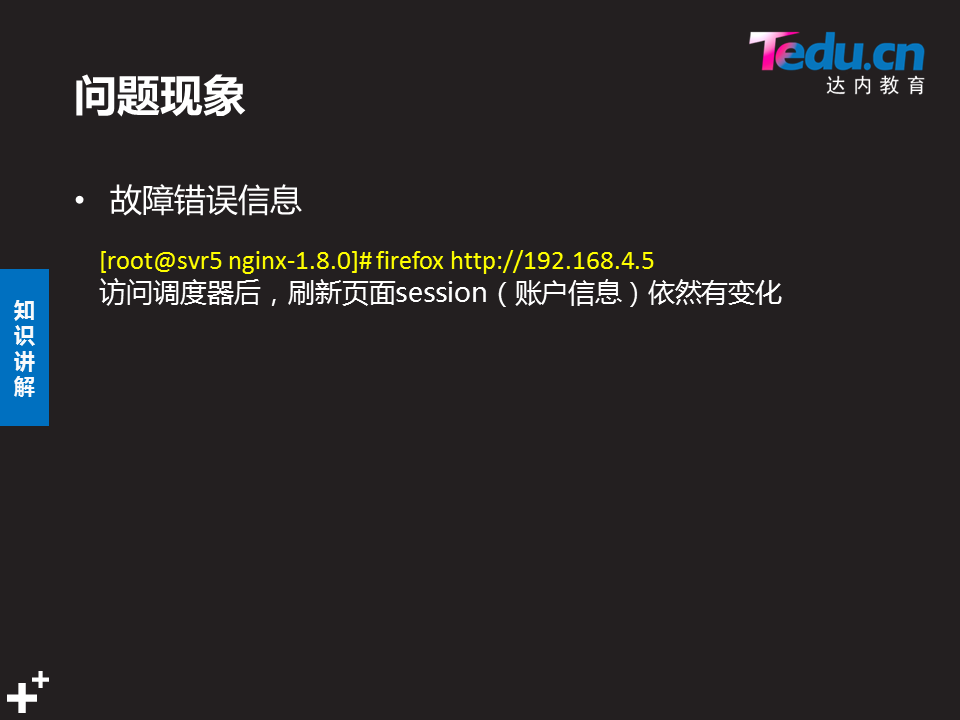 Tedu.cn
达内教育
问题现象
• 故障错误信息
[root@svr5 nginx-1.8.0]# firefox http://192.168.4.5
访问调度器后，刷新页面session（账户信息）依然有变化
知
识
讲
解